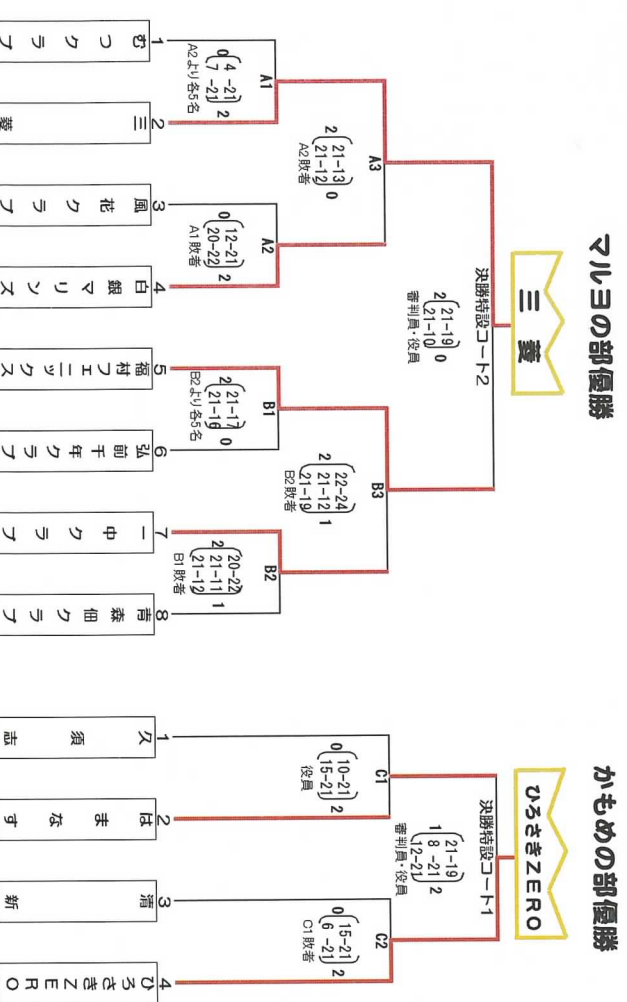 マルヨの部優勝
三菱
決勝特設コート2
2 (21-19 21-10) 0
審判員・役員
A3
2 (21-13 21-12) 0
A2敗者
B3
2 (22-24 21-12 21-19) 1
B2敗者
A1
0 (4-21 7-21) 2
A2より各5名
A2
0 (12-21 20-22) 2
A1敗者
B1
2 (21-17 21-16) 0
B2より各5名
B2
2 (20-22 21-11 21-12) 1
B1敗者
1 むつクラブ
2 三菱
3 風花クラブ
4 白銀マリンズ
5 福村フェニックス
6 弘前千年クラブ
7 一中クラブ
8 青森佃クラブ
かもめの部優勝
ひろさきZERO
決勝特設コート1
1 (21-19 8-21 12-21) 2
審判員・役員
C1
0 (10-21 15-21) 2
役員
C2
0 (15-21 6-21) 2
C1敗者
1 久須志
2 はまなす
3 清新
4 ひろさきZERO